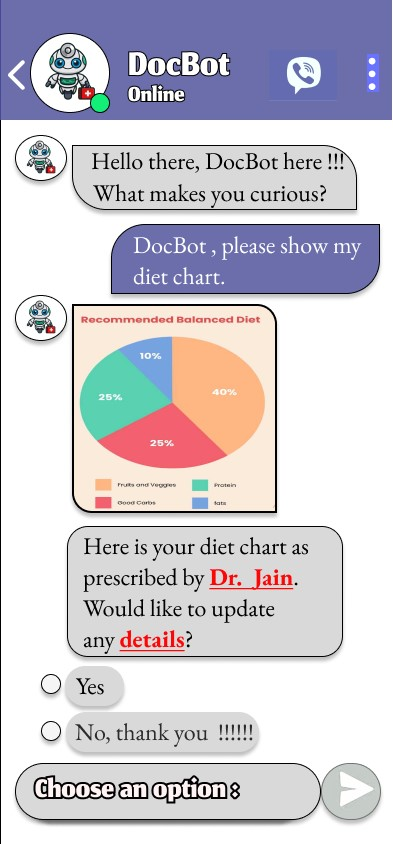 DocBot
Online
Hello there, DocBot here !!!
What makes you curious?
DocBot , please show my
diet chart.
Recommended Balanced Diet
10%
40%
25%
25%
Fruits and Veggies
Protein
Good Carbs
fats
Here is your diet chart as
prescribed by Dr. Jain.
Would like to update
any details?
Yes
No, thank you !!!!!!
Choose an option :